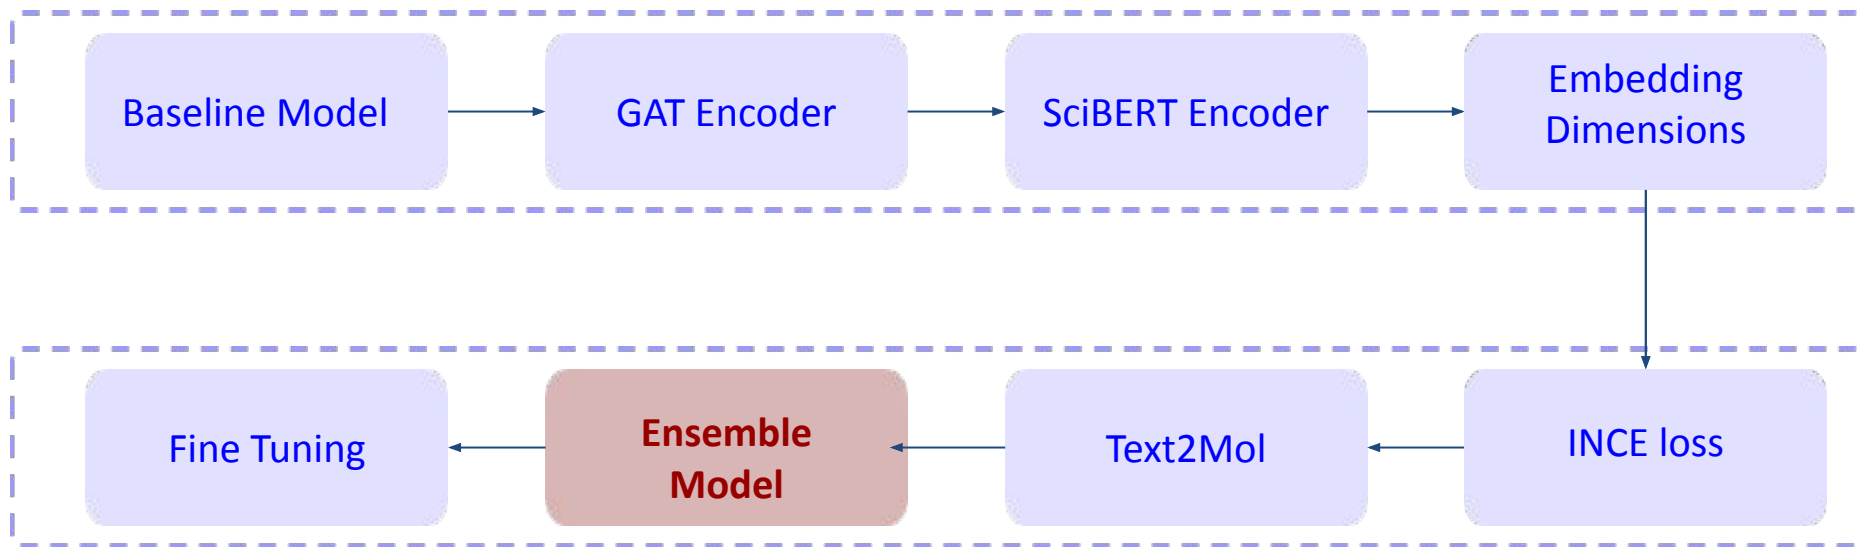 Baseline Model
GAT Encoder
SciBERT Encoder
Embedding
Dimensions
Fine Tuning
Ensemble
Model
Text2Mol
INCE loss